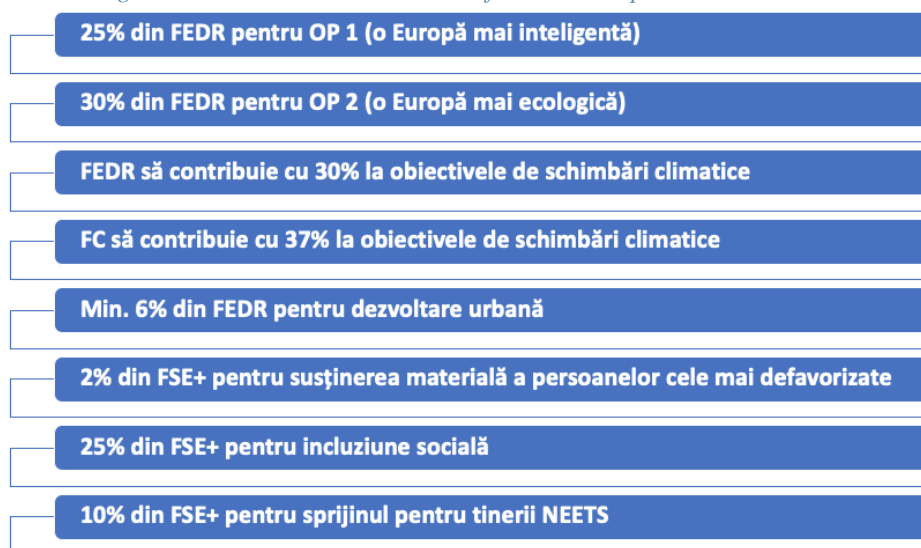 25% din FEDR pentru OP 1 (o Europă mai inteligentă)
30% din FEDR pentru OP 2 (o Europă mai ecologică)
FEDR să contribuie cu 30% la obiectivele de schimbări climatice
FC să contribuie cu 37% la obiectivele de schimbări climatice
Min. 6% din FEDR pentru dezvoltare urbană
2% din FSE+ pentru susținerea materială a persoanelor cele mai defavorizate
25% din FSE+ pentru incluziune socială
10% din FSE+ pentru sprijinul pentru tinerii NEETS